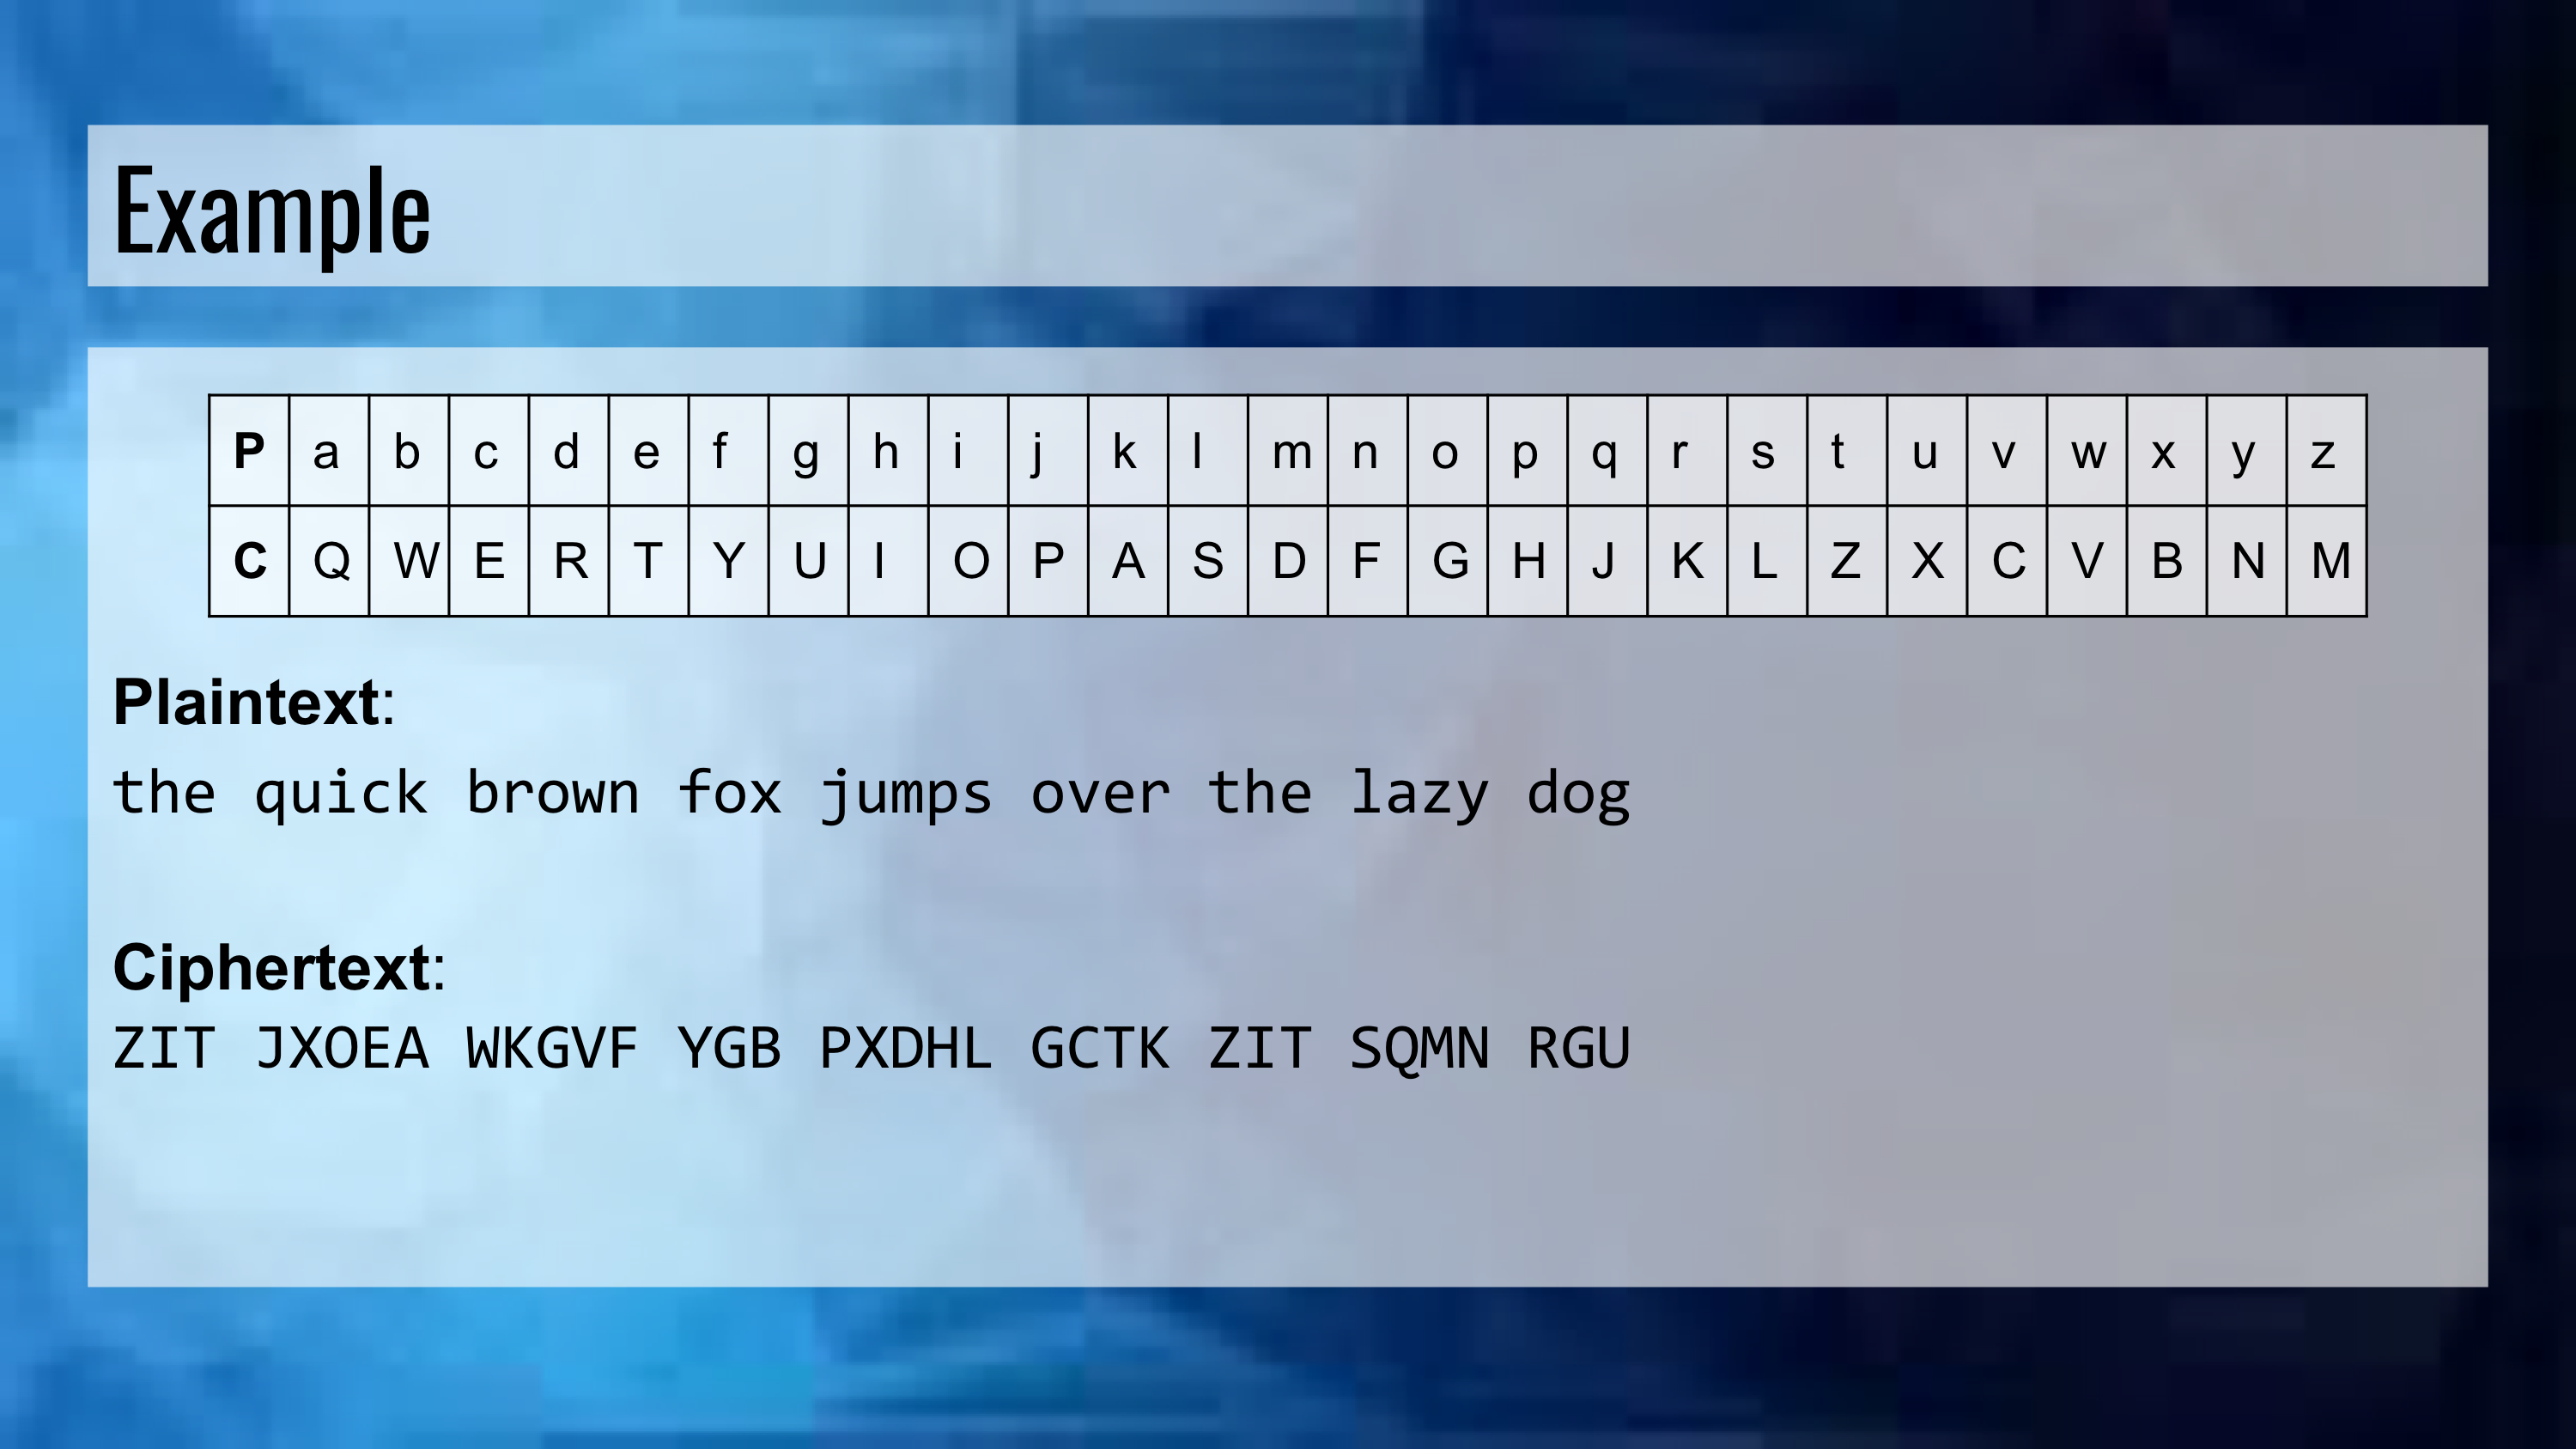 Example
P a b c d e f g h i j k l m n o p q r s t u v w x y z
C Q W E R T Y U I O P A S D F G H J K L Z X C V B N M
Plaintext:
the quick brown fox jumps over the lazy dog
Ciphertext:
ZIT JXOEA WKGVF YGB PXDHL GCTK ZIT SQMN RGU